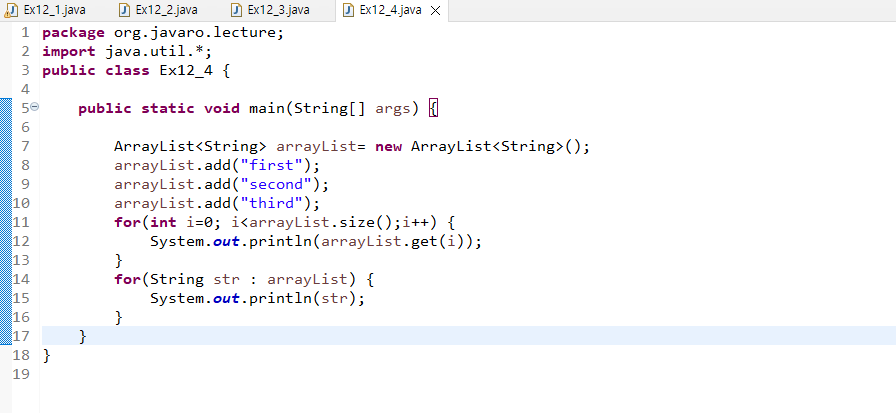 Ex12_1.java Ex12_2.java Ex12_3.java Ex12_4.java
1 package org.javaro.lecture;
2 import java.util.*;
3 public class Ex12_4 {
4
5 public static void main(String[] args) {
6
7 ArrayList<String> arrayList= new ArrayList<String>();
8 arrayList.add("first");
9 arrayList.add("second");
10 arrayList.add("third");
11 for(int i=0; i<arrayList.size();i++) {
12 System.out.println(arrayList.get(i));
13 }
14 for(String str : arrayList) {
15 System.out.println(str);
16 }
17 }
18 }
19